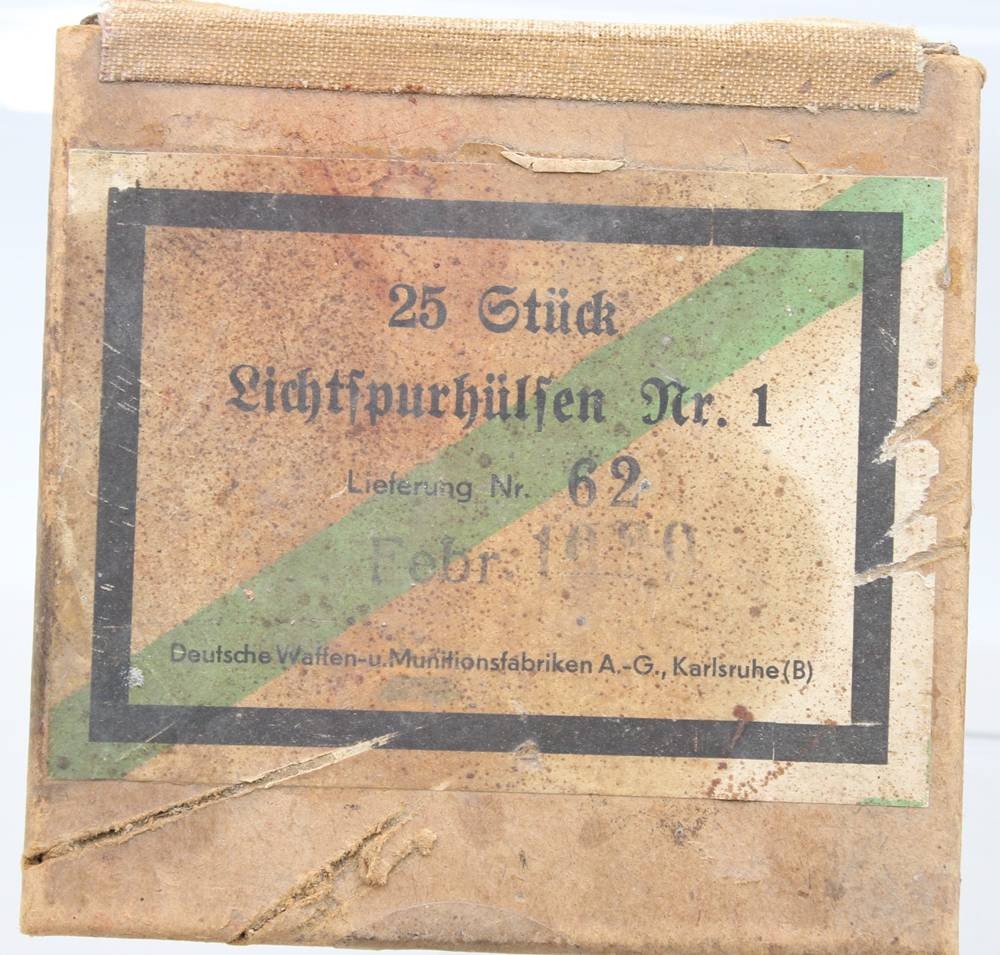 25 Stück
Lichtſpurhülſen Nr. 1
Lieferung Nr. 62
Febr.
Deutsche Waffen-u.Munitionsfabriken A.-G., Karlsruhe(B)